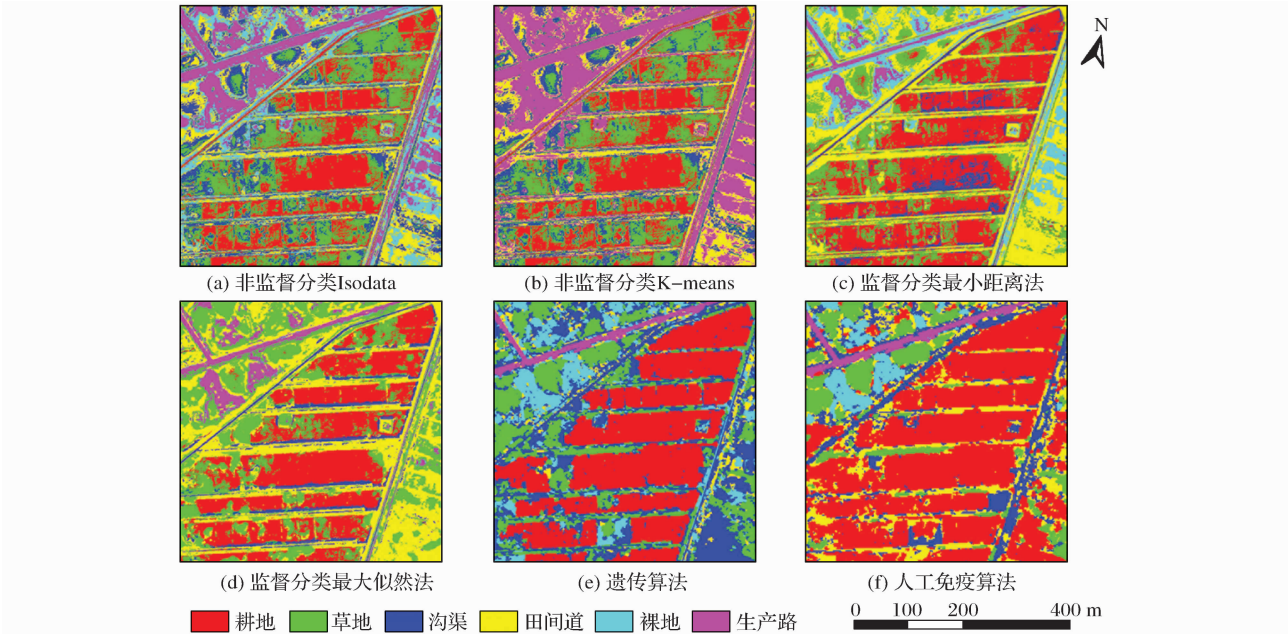 N
(a) 非监督分类Isodata
(b) 非监督分类K-means
(c) 监督分类最小距离法
(d) 监督分类最大似然法
(e) 遗传算法
(f) 人工免疫算法
耕地 草地 沟渠 田间道 裸地 生产路
0 100 200 400 m